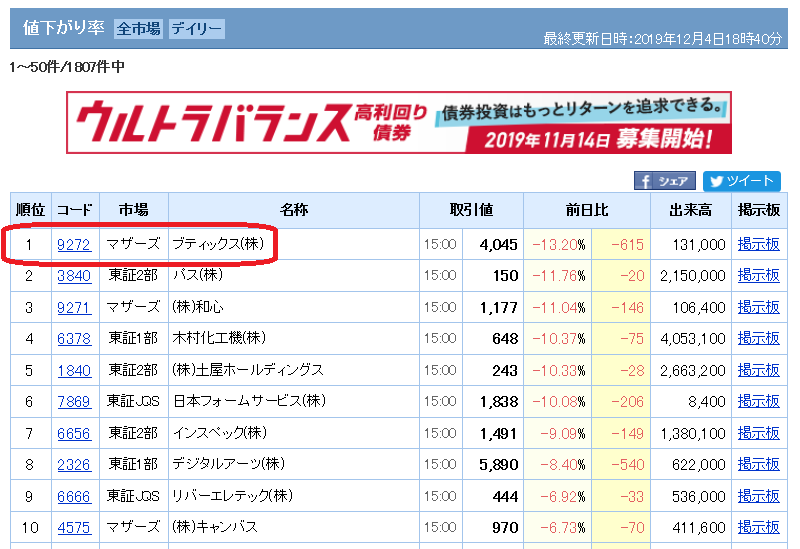 値下がり率 全市場 デイリー
最終更新日時：2019年12月4日18時40分
1～50件/1807件中
ウルトラバランス 高利回り債券 債券投資はもっとリターンを追求できる。
2019年11月14日 募集開始!
シェア ツイート
順位 コード 市場 名称 取引値 前日比 出来高 掲示板
1 9272 マザーズ ブティックス(株) 15:00 4,045 -13.20% -615 131,000 掲示板
2 3840 東証2部 パス(株) 15:00 150 -11.76% -20 2,150,000 掲示板
3 9271 マザーズ (株)和心 15:00 1,177 -11.04% -146 106,400 掲示板
4 6378 東証1部 木村化工機(株) 15:00 648 -10.37% -75 4,053,100 掲示板
5 1840 東証2部 (株)土屋ホールディングス 15:00 243 -10.33% -28 2,663,200 掲示板
6 7869 東証JQS 日本フォームサービス(株) 15:00 1,838 -10.08% -206 8,400 掲示板
7 6656 東証2部 インスペック(株) 15:00 1,491 -9.09% -149 1,380,100 掲示板
8 2326 東証1部 デジタルアーツ(株) 15:00 5,890 -8.40% -540 622,000 掲示板
9 6666 東証JQS リバーエレテック(株) 15:00 444 -6.92% -33 536,000 掲示板
10 4575 マザーズ (株)キャンバス 15:00 970 -6.73% -70 411,600 掲示板